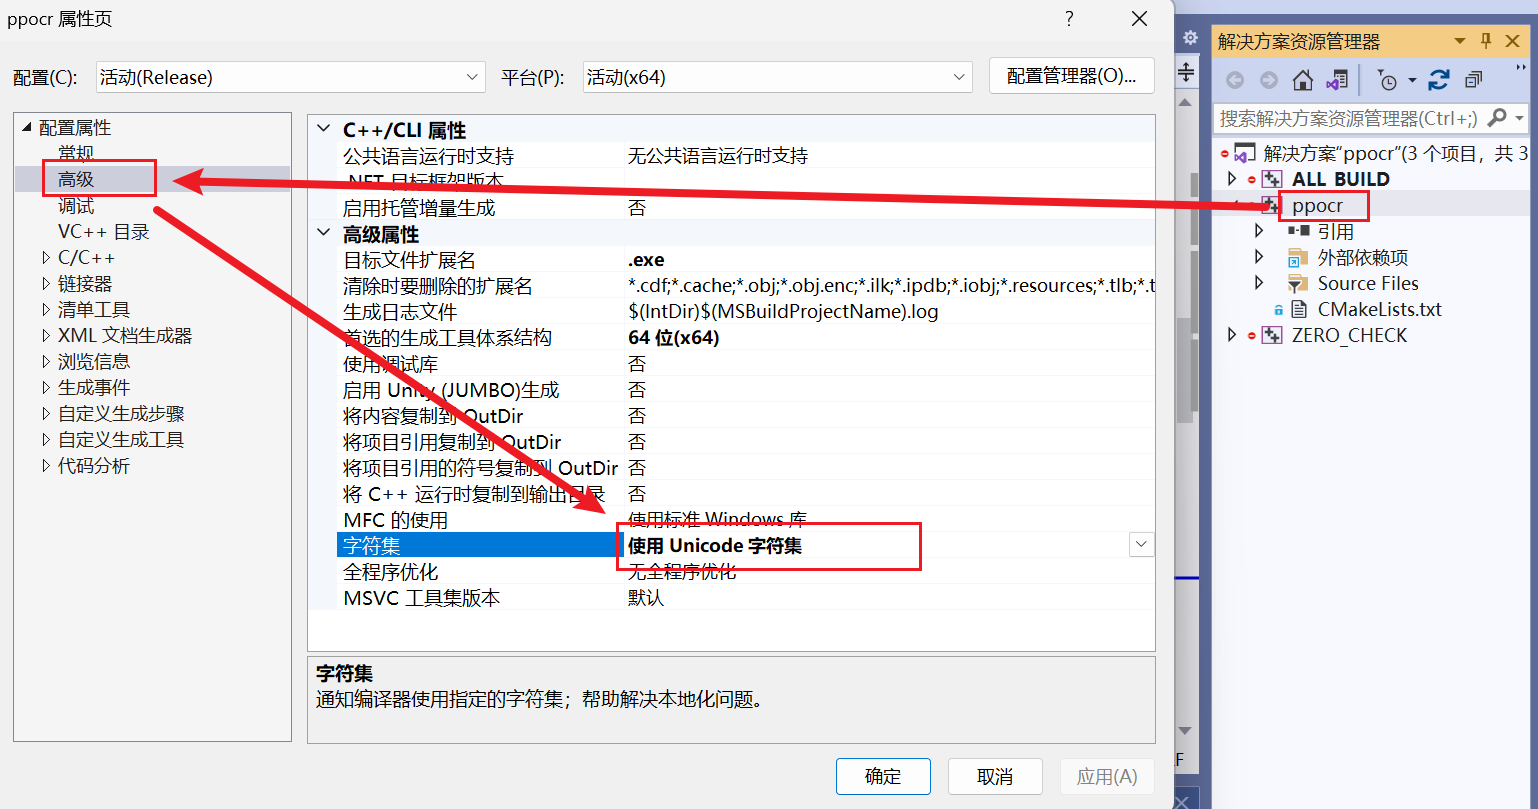 ppocr 属性页
?
配置(C):
活动(Release)
平台(P):
活动(x64)
配置管理器(O)...
配置属性
常规
高级
调试
VC++ 目录
C/C++
链接器
清单工具
XML 文档生成器
浏览信息
生成事件
自定义生成步骤
自定义生成工具
代码分析
C++/CLI 属性
公共语言运行时支持 无公共语言运行时支持
.NET 目标框架版本
启用托管增量生成 否
高级属性
目标文件扩展名 .exe
清除时要删除的扩展名 *.cdf;*.cache;*.obj;*.obj.enc;*.ilk;*.ipdb;*.iobj;*.resources;*.tlb;*.t
生成日志文件 $(IntDir)$(MSBuildProjectName).log
首选的生成工具体系结构 64 位(x64)
使用调试库 否
启用 Unity (JUMBO)生成 否
将内容复制到 OutDir 否
将项目引用复制到 OutDir 否
将项目引用的符号复制到 OutDir 否
将 C++ 运行时复制到输出目录 否
MFC 的使用 使用标准 Windows 库
字符集 使用 Unicode 字符集
全程序优化 无全程序优化
MSVC 工具集版本 默认
字符集
通知编译器使用指定的字符集；帮助解决本地化问题。
确定
取消
应用(A)
解决方案资源管理器
搜索解决方案资源管理器(Ctrl+;)
解决方案“ppocr”(3 个项目，共 3
ALL_BUILD
ppocr
引用
外部依赖项
Source Files
CMakeLists.txt
ZERO_CHECK